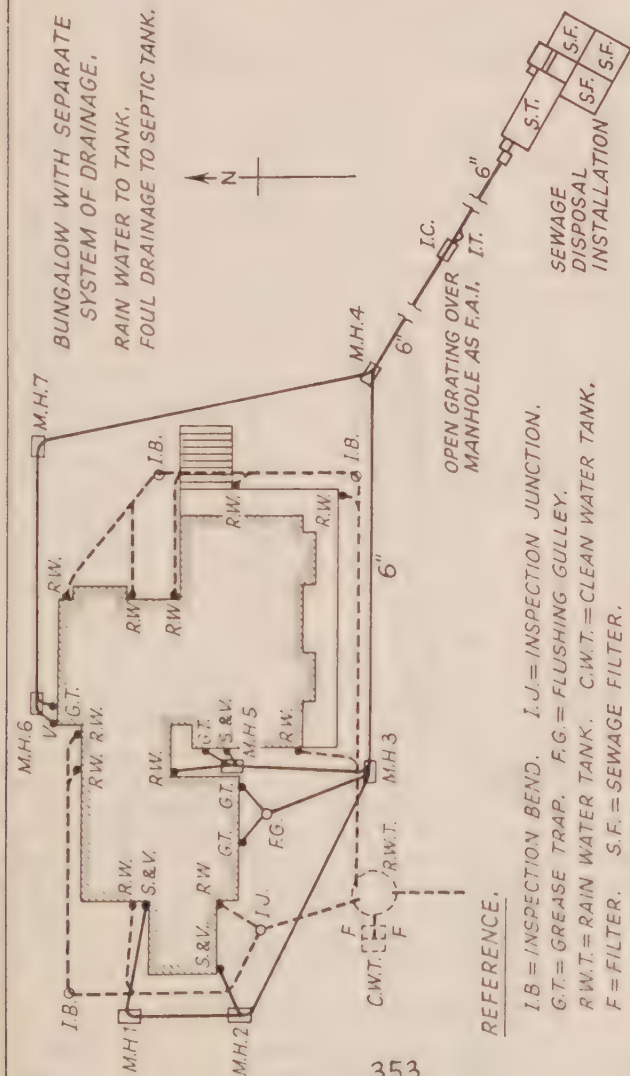 BUNGALOW WITH SEPARATE
SYSTEM OF DRAINAGE.
RAIN WATER TO TANK.
FOUL DRAINAGE TO SEPTIC TANK.
N
M.H.7
M.H.6
V
G.T.
R.W.
R.W.
R.W.
I.B.
R.W.
R.W.
I.B.
R.W.
R.W.
I.B.
R.W.
S.&V.
M.H.1
R.W.
G.T.
S.&V.
M.H.5
G.T.
G.T.
F.G.
R.W.
R.W.
S.&V.
I.J.
M.H.2
M.H.3
6"
M.H.4
6"
I.C.
I.T.
6"
S.T.
S.F.
S.F.
S.F.
OPEN GRATING OVER
MANHOLE AS F.A.I.
SEWAGE
DISPOSAL
INSTALLATION
R.W.T.
F
F
C.W.T.
REFERENCE.
I.B = INSPECTION BEND. I.J. = INSPECTION JUNCTION.
G.T. = GREASE TRAP. F.G. = FLUSHING GULLEY.
R.W.T. = RAIN WATER TANK. C.W.T. = CLEAN WATER TANK.
F = FILTER. S.F. = SEWAGE FILTER.
353